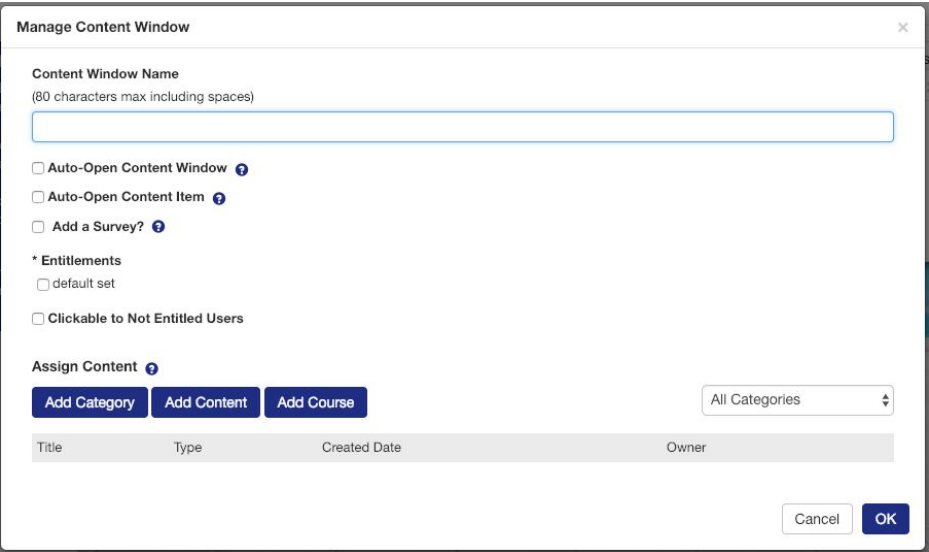 Manage Content Window
×
Content Window Name
(80 characters max including spaces)
Auto-Open Content Window ?
Auto-Open Content Item ?
Add a Survey? ?
* Entitlements
default set
Clickable to Not Entitled Users
Assign Content ?
Add Category Add Content Add Course All Categories
Title Type Created Date Owner
Cancel OK